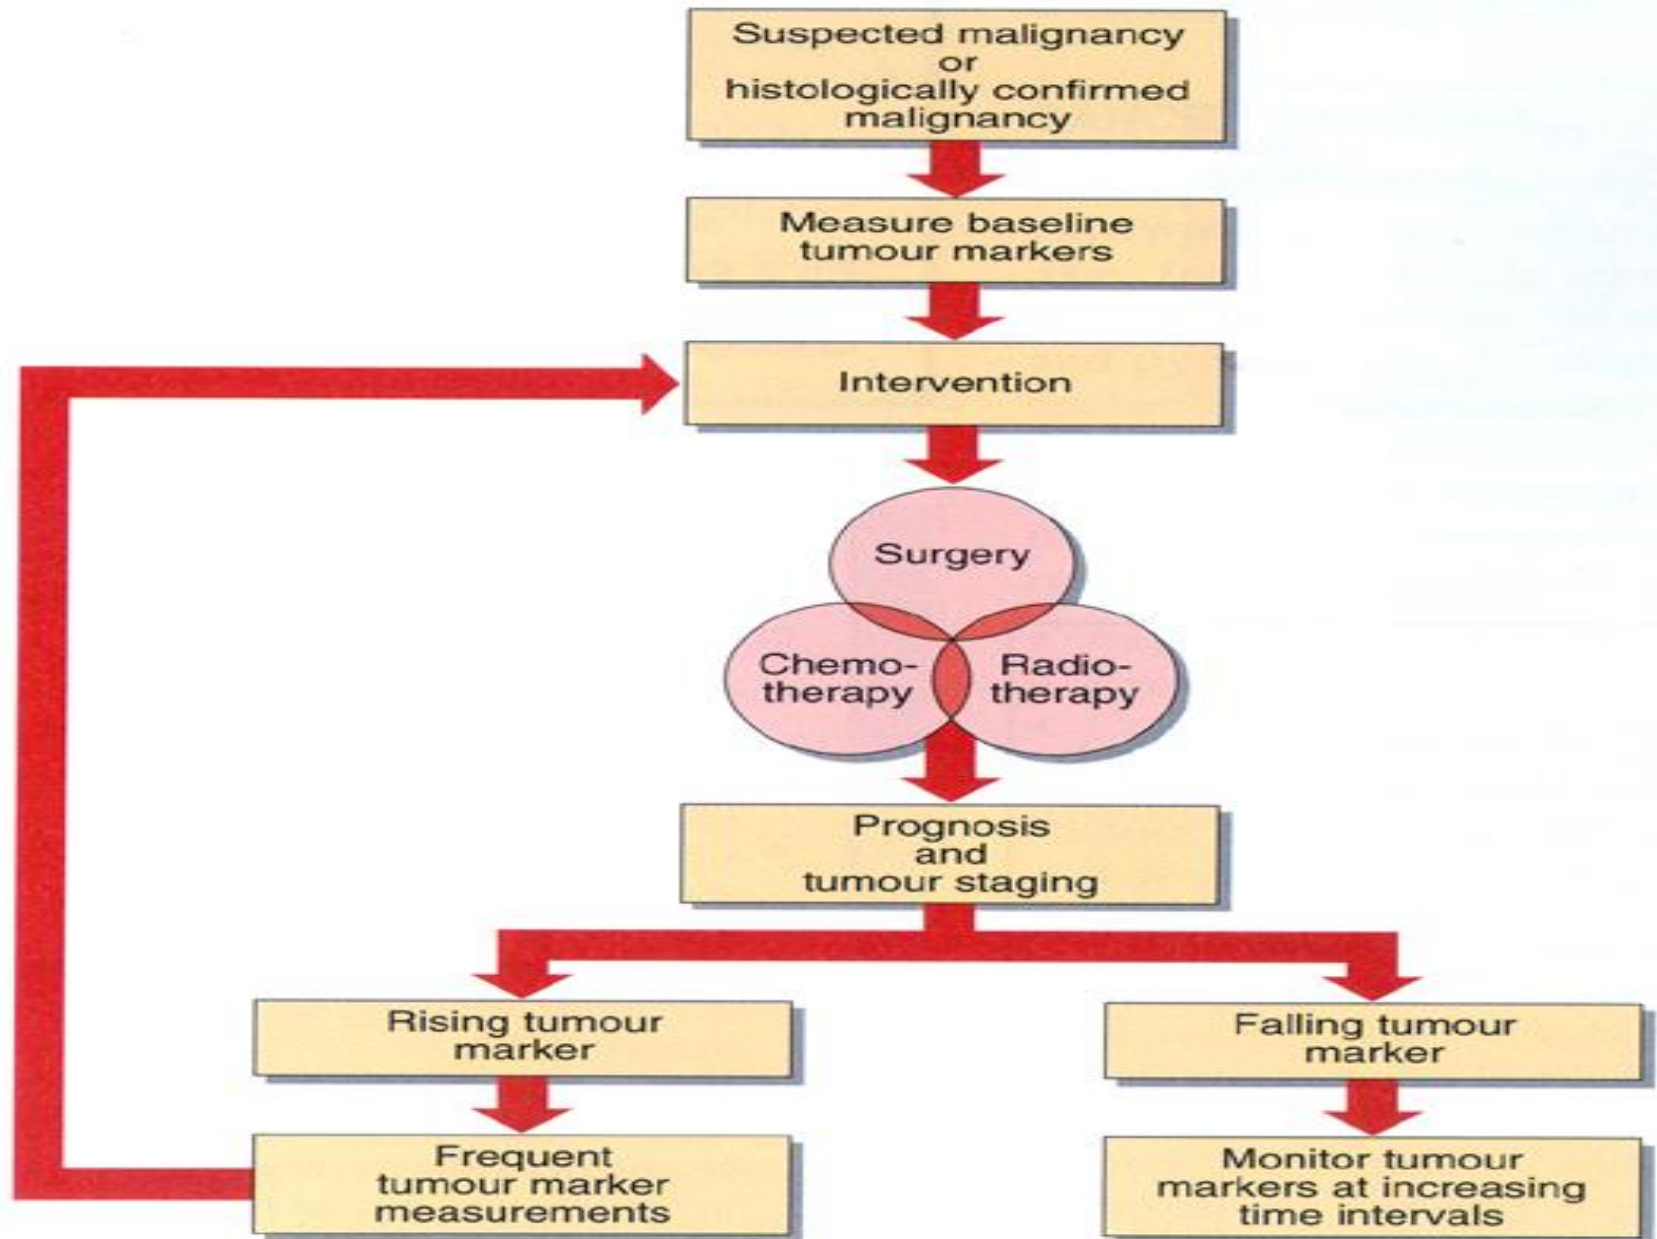 Suspected malignancy
or
histologically confirmed
malignancy
Measure baseline
tumour markers
Intervention
Surgery
Chemo-
therapy
Radio-
therapy
Prognosis
and
tumour staging
Rising tumour
marker
Falling tumour
marker
Frequent
tumour marker
measurements
Monitor tumour
markers at increasing
time intervals